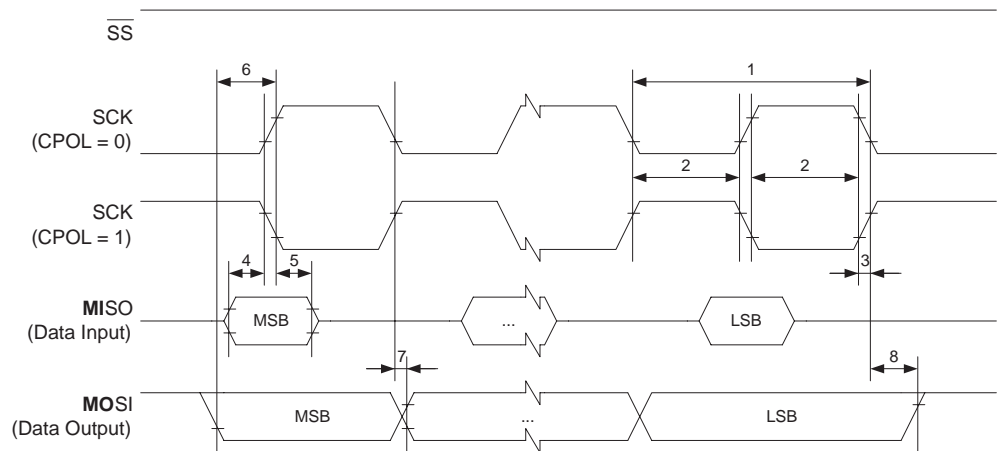 SS
6
1
SCK
(CPOL = 0)
2
2
SCK
(CPOL = 1)
4
5
3
MISO
(Data Input)
MSB
...
LSB
7
8
MOSI
(Data Output)
MSB
...
LSB